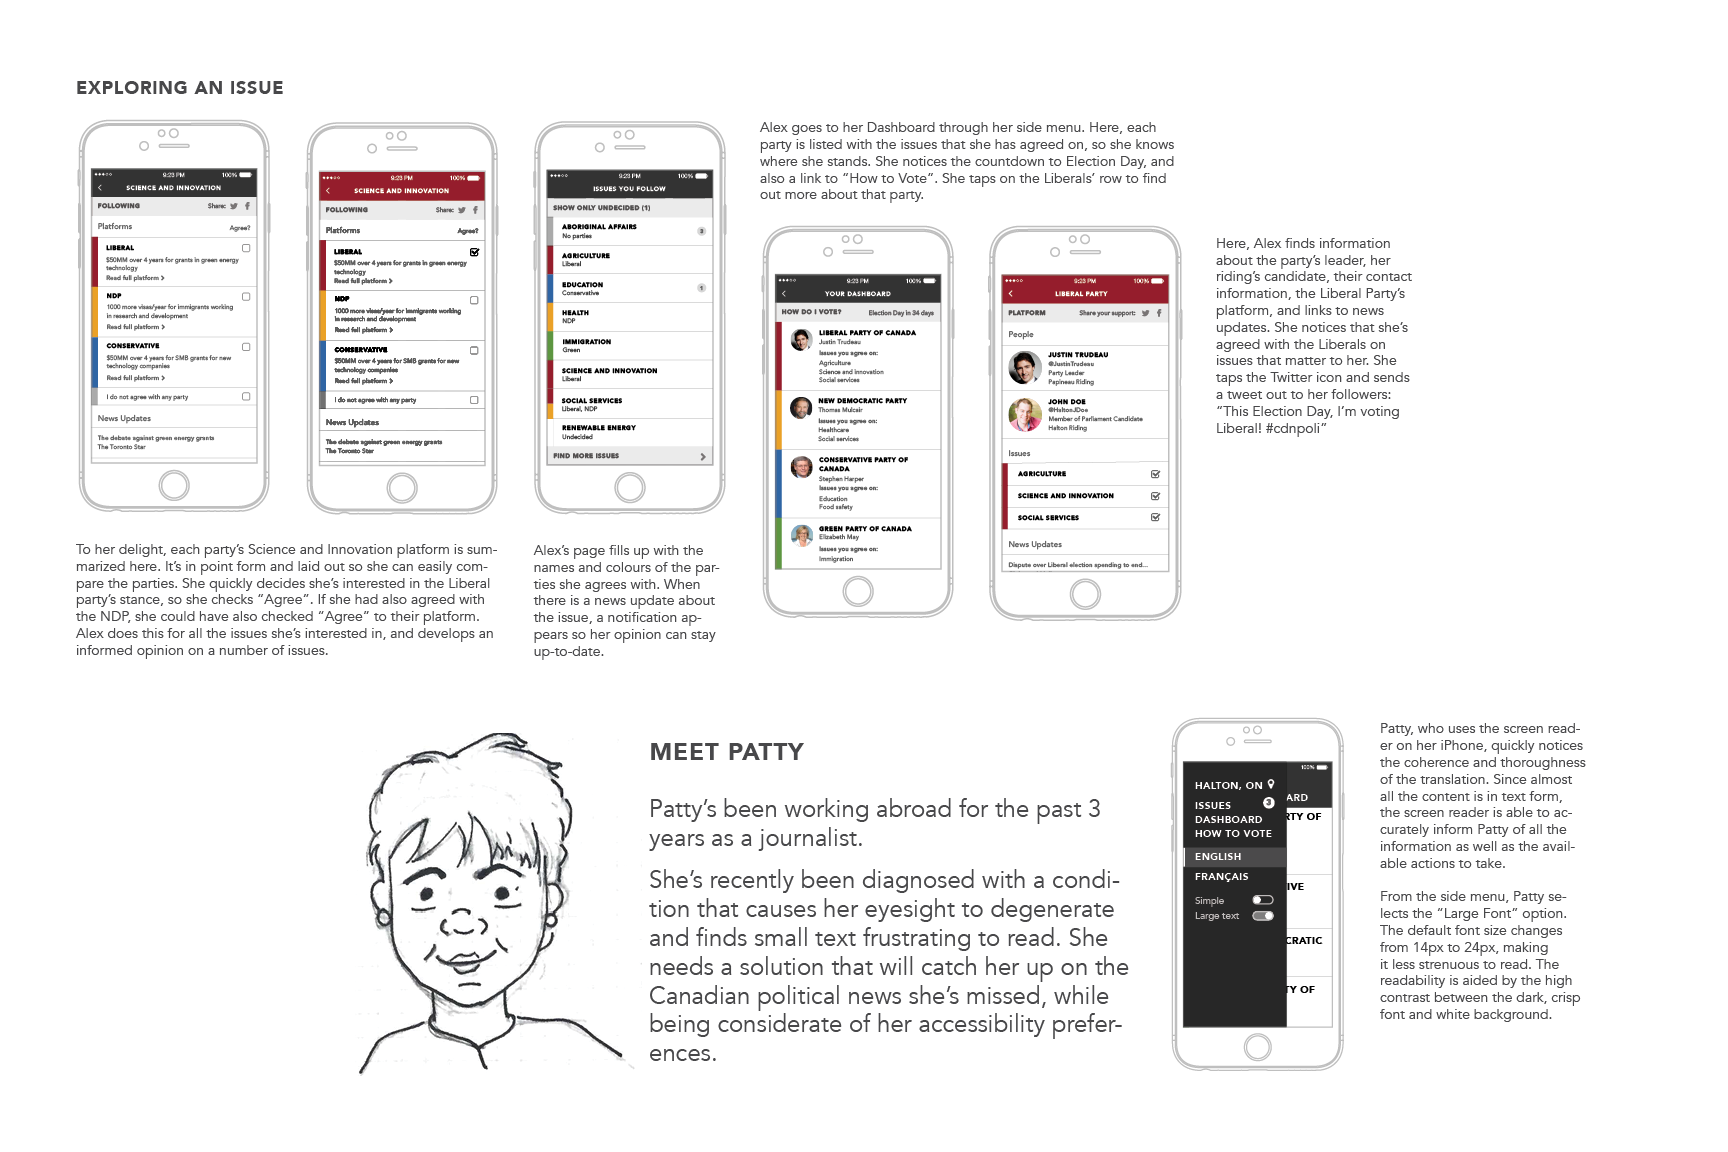 EXPLORING AN ISSUE
9:23 PM
100%
SCIENCE AND INNOVATION
FOLLOWING
Share:
Platforms
Agree?
LIBERAL
$50MM over 4 years for grants in green energy
technology
Read full platform >
NDP
1000 more visas/year for immigrants working
in research and development
Read full platform >
CONSERVATIVE
$50MM over 4 years for SMB grants for new
technology companies
Read full platform >
I do not agree with any party
News Updates
The debate against green energy grants
The Toronto Star
9:23 PM
100%
SCIENCE AND INNOVATION
FOLLOWING
Share:
Platforms
Agree?
LIBERAL
$50MM over 4 years for grants in green energy
technology
Read full platform >
NDP
1000 more visas/year for immigrants working
in research and development
Read full platform >
CONSERVATIVE
$50MM over 4 years for SMB grants for new
technology companies
Read full platform >
I do not agree with any party
News Updates
The debate against green energy grants
The Toronto Star
To her delight, each party's Science and Innovation platform is sum-
marized here. It's in point form and laid out so she can easily com-
pare the parties. She quickly decides she's interested in the Liberal
party's stance, so she checks “Agree”. If she had also agreed with
the NDP, she could have also checked “Agree” to their platform.
Alex does this for all the issues she's interested in, and develops an
informed opinion on a number of issues.
9:23 PM
100%
ISSUES YOU FOLLOW
SHOW ONLY UNDECIDED (1)
ABORIGINAL AFFAIRS
No parties
3
AGRICULTURE
Liberal
EDUCATION
Conservative
1
HEALTH
NDP
IMMIGRATION
Green
SCIENCE AND INNOVATION
Liberal
SOCIAL SERVICES
Liberal, NDP
RENEWABLE ENERGY
Undecided
FIND MORE ISSUES >
Alex's page fills up with the
names and colours of the par-
ties she agrees with. When
there is a news update about
the issue, a notification ap-
pears so her opinion can stay
up-to-date.
Alex goes to her Dashboard through her side menu. Here, each
party is listed with the issues that she has agreed on, so she knows
where she stands. She notices the countdown to Election Day, and
also a link to “How to Vote”. She taps on the Liberals' row to find
out more about that party.
9:23 PM
100%
YOUR DASHBOARD
HOW DO I VOTE?
Election Day in 34 days
LIBERAL PARTY OF CANADA
Justin Trudeau
Issues you agree on:
Agriculture
Science and Innovation
Social services
NEW DEMOCRATIC PARTY
Thomas Mulcair
Issues you agree on:
Healthcare
Social services
CONSERVATIVE PARTY OF
CANADA
Stephen Harper
Issues you agree on:
Education
Food safety
GREEN PARTY OF CANADA
Elizabeth May
Issues you agree on:
Immigration
9:23 PM
100%
LIBERAL PARTY
PLATFORM
Share your support:
People
JUSTIN TRUDEAU
@JustinTrudeau
Party Leader
Papineau Riding
JOHN DOE
@HaltonJDoe
Member of Parliament Candidate
Halton Riding
Issues
AGRICULTURE
SCIENCE AND INNOVATION
SOCIAL SERVICES
News Updates
Dispute over Liberal election spending to end...
Here, Alex finds information
about the party's leader, her
riding's candidate, their contact
information, the Liberal Party's
platform, and links to news
updates. She notices that she's
agreed with the Liberals on
issues that matter to her. She
taps the Twitter icon and sends
a tweet out to her followers:
“This Election Day, I'm voting
Liberal! #cdnpoli”
MEET PATTY
Patty's been working abroad for the past 3
years as a journalist.
She's recently been diagnosed with a condi-
tion that causes her eyesight to degenerate
and finds small text frustrating to read. She
needs a solution that will catch her up on the
Canadian political news she's missed, while
being considerate of her accessibility prefer-
ences.
100%
HALTON, ON
ISSUES
3
DASHBOARD
HOW TO VOTE
ENGLISH
FRANÇAIS
Simple
Large text
ARD
RTY OF
IVE
CRATIC
TY OF
Patty, who uses the screen read-
er on her iPhone, quickly notices
the coherence and thoroughness
of the translation. Since almost
all the content is in text form,
the screen reader is able to ac-
curately inform Patty of all the
information as well as the avail-
able actions to take.
From the side menu, Patty se-
lects the “Large Font” option.
The default font size changes
from 14px to 24px, making
it less strenuous to read. The
readability is aided by the high
contrast between the dark, crisp
font and white background.